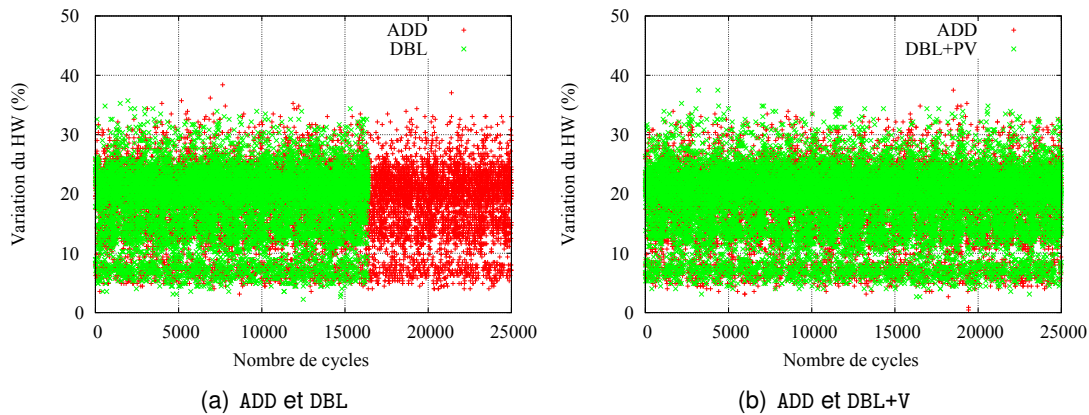 50
40
30
20
10
0
Variation du HW (%)
ADD
DBL
0 5000 10000 15000 20000 25000
Nombre de cycles
(a) ADD et DBL
50
40
30
20
10
0
Variation du HW (%)
ADD
DBL+PV
0 5000 10000 15000 20000 25000
Nombre de cycles
(b) ADD et DBL+V